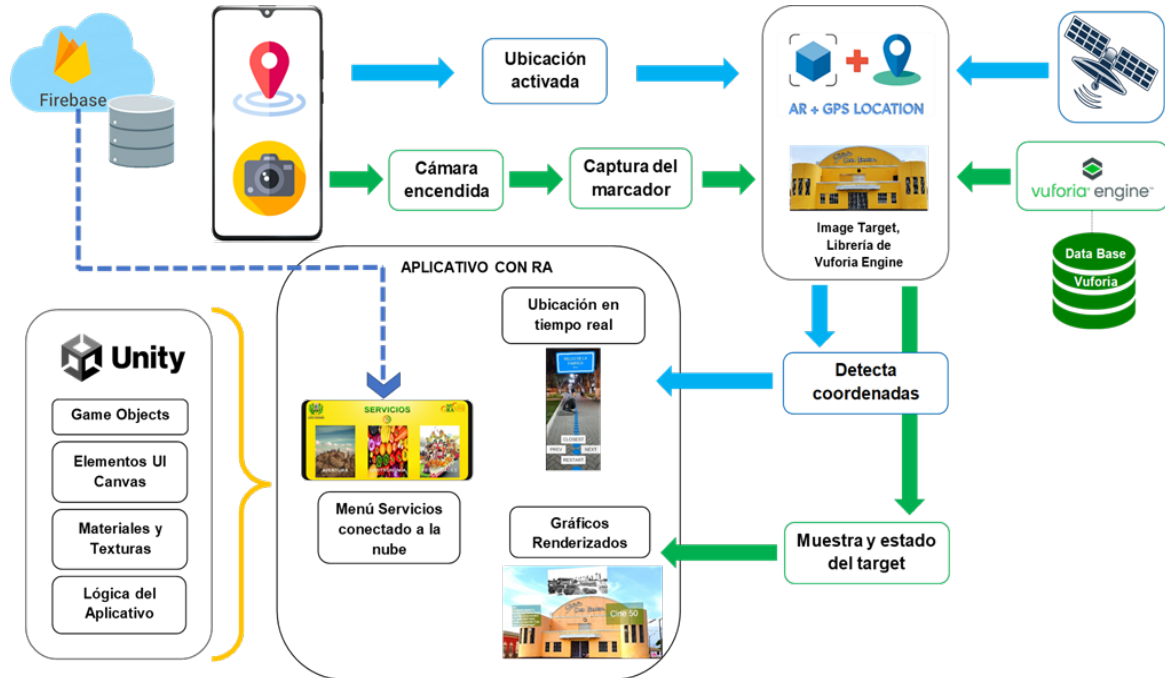 Firebase
Ubicación
activada
AR + GPS LOCATION
Cámara
encendida
Captura del
marcador
Image Target,
Librería de
Vuforia Engine
vuforia engine™
Data Base
Vuforia
APLICATIVO CON RA
Ubicación en
tiempo real
CLOSEST
PREV
NEXT
RESTART
Detecta
coordenadas
Unity
Game Objects
Elementos UI
Canvas
Materiales y
Texturas
Lógica del
Aplicativo
SERVICIOS
Menú Servicios
conectado a la
nube
Gráficos
Renderizados
Cine 50
Muestra y estado
del target